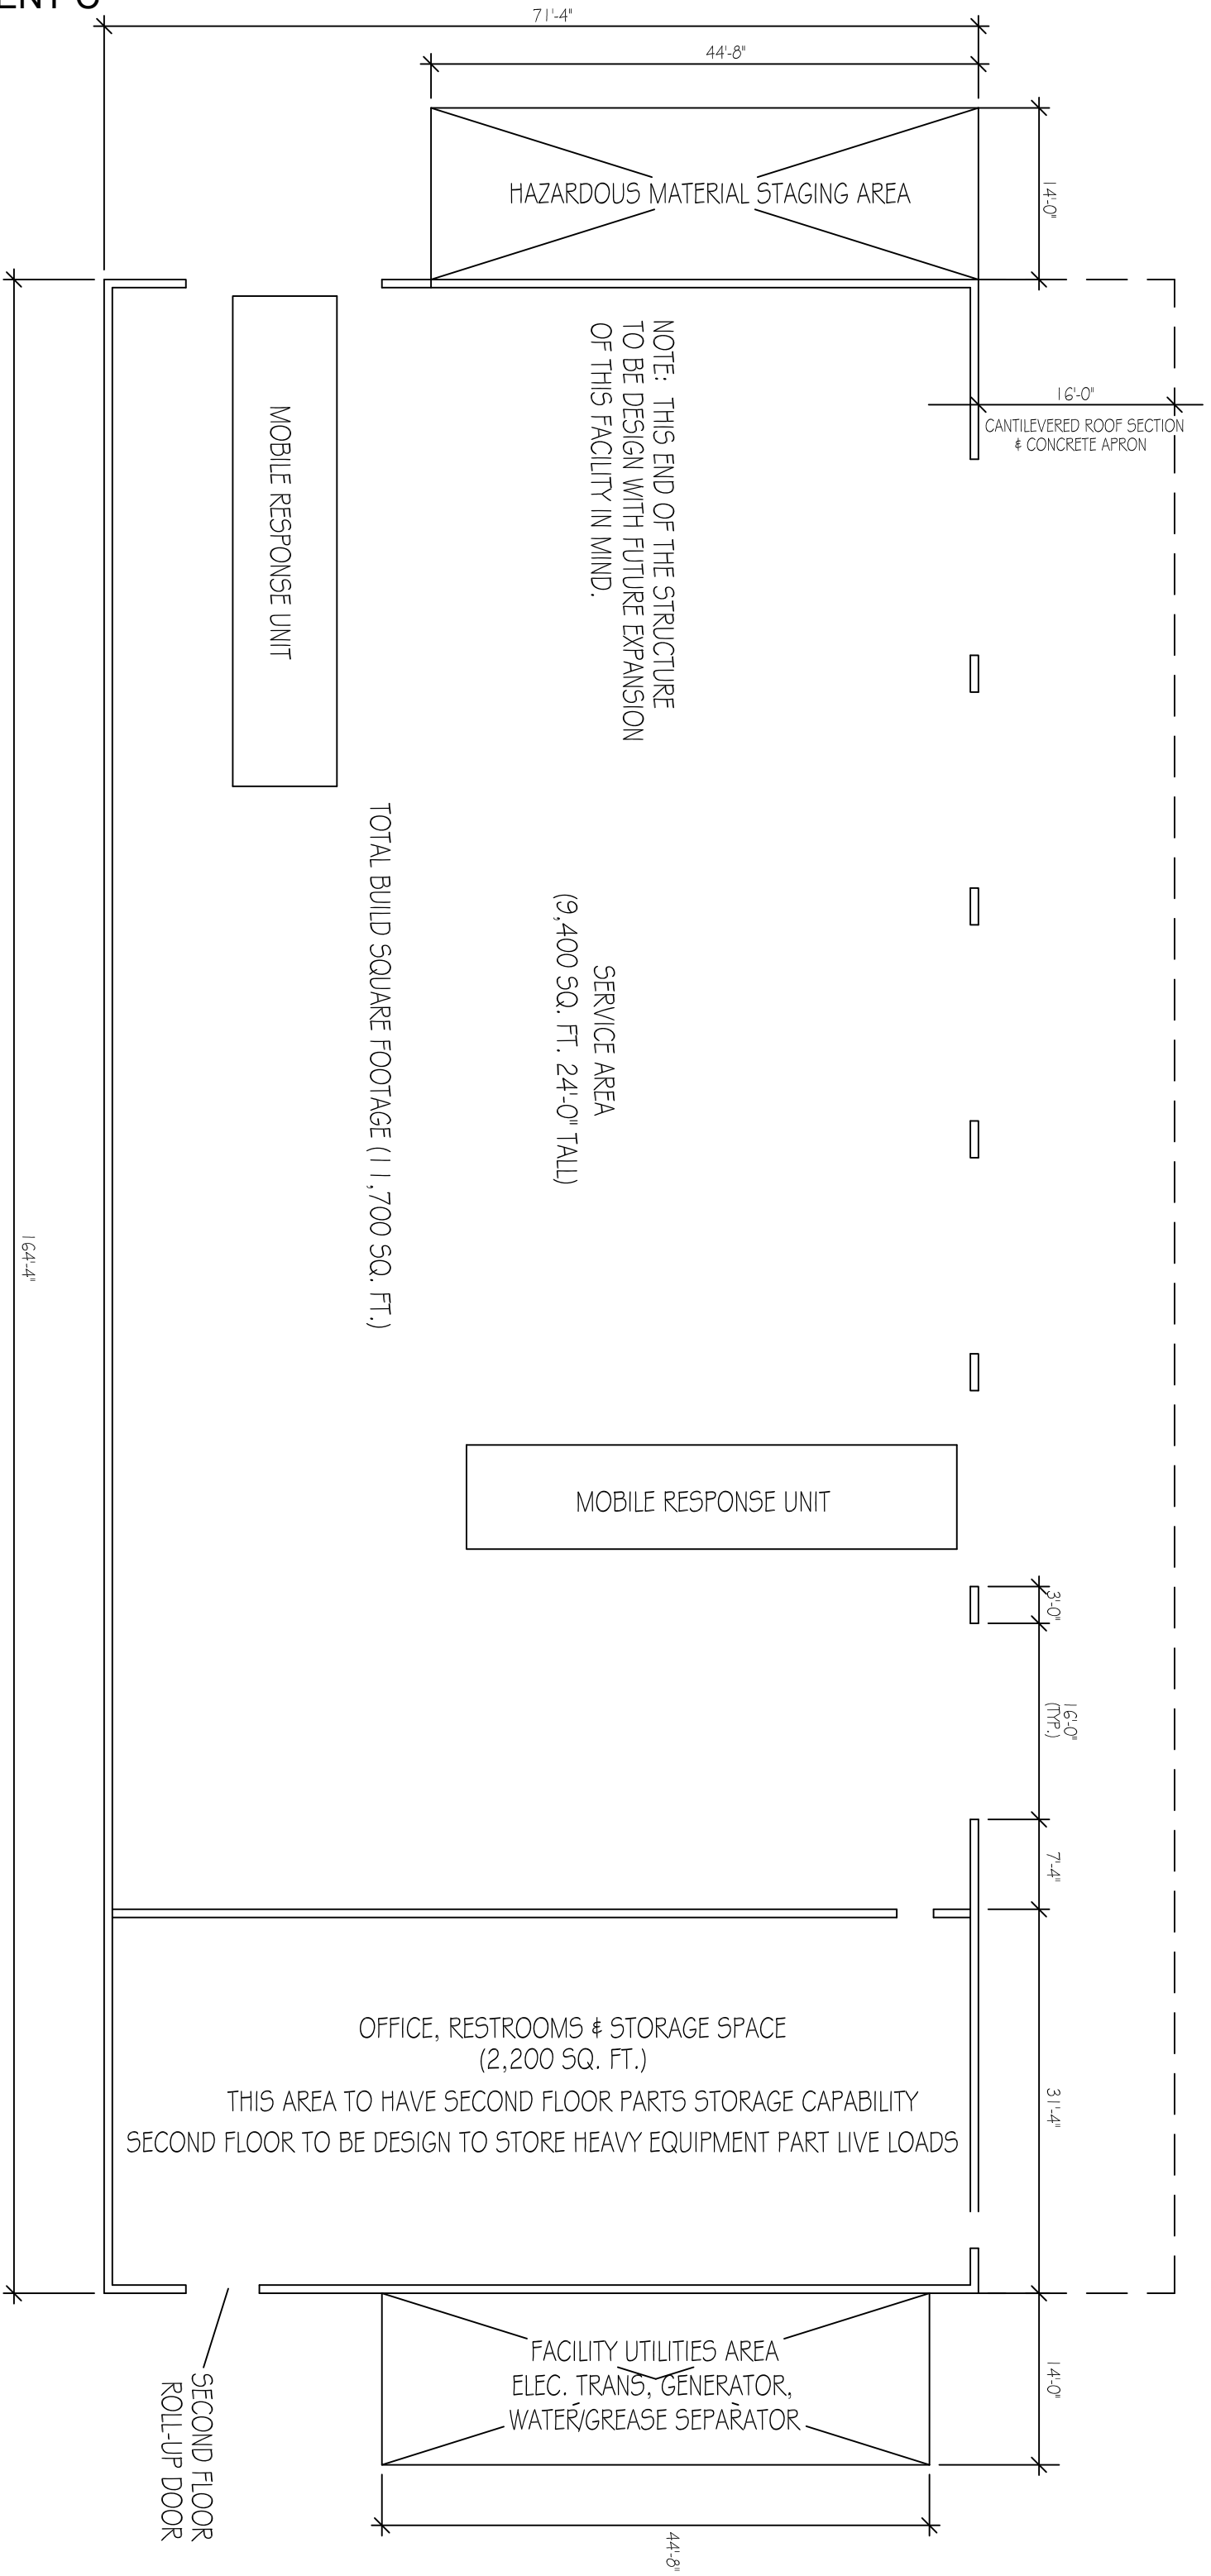 71'-4"
44'-8"
14'-0"
HAZARDOUS MATERIAL STAGING AREA
16'-0"
CANTILEVERED ROOF SECTION
& CONCRETE APRON
NOTE: THIS END OF THE STRUCTURE
TO BE DESIGN WITH FUTURE EXPANSION
OF THIS FACILITY IN MIND.
MOBILE RESPONSE UNIT
SERVICE AREA
(9,400 SQ. FT. 24'-0" TALL)
TOTAL BUILD SQUARE FOOTAGE (11,700 SQ. FT.)
164'-4"
MOBILE RESPONSE UNIT
3'-0"
16'-0"
(TYP.)
7'-4"
31'-4"
OFFICE, RESTROOMS & STORAGE SPACE
(2,200 SQ. FT.)
THIS AREA TO HAVE SECOND FLOOR PARTS STORAGE CAPABILITY
SECOND FLOOR TO BE DESIGN TO STORE HEAVY EQUIPMENT PART LIVE LOADS
FACILITY UTILITIES AREA
ELEC. TRANS, GENERATOR,
WATER/GREASE SEPARATOR
14'-0"
SECOND FLOOR
ROLL-UP DOOR
44'-8"